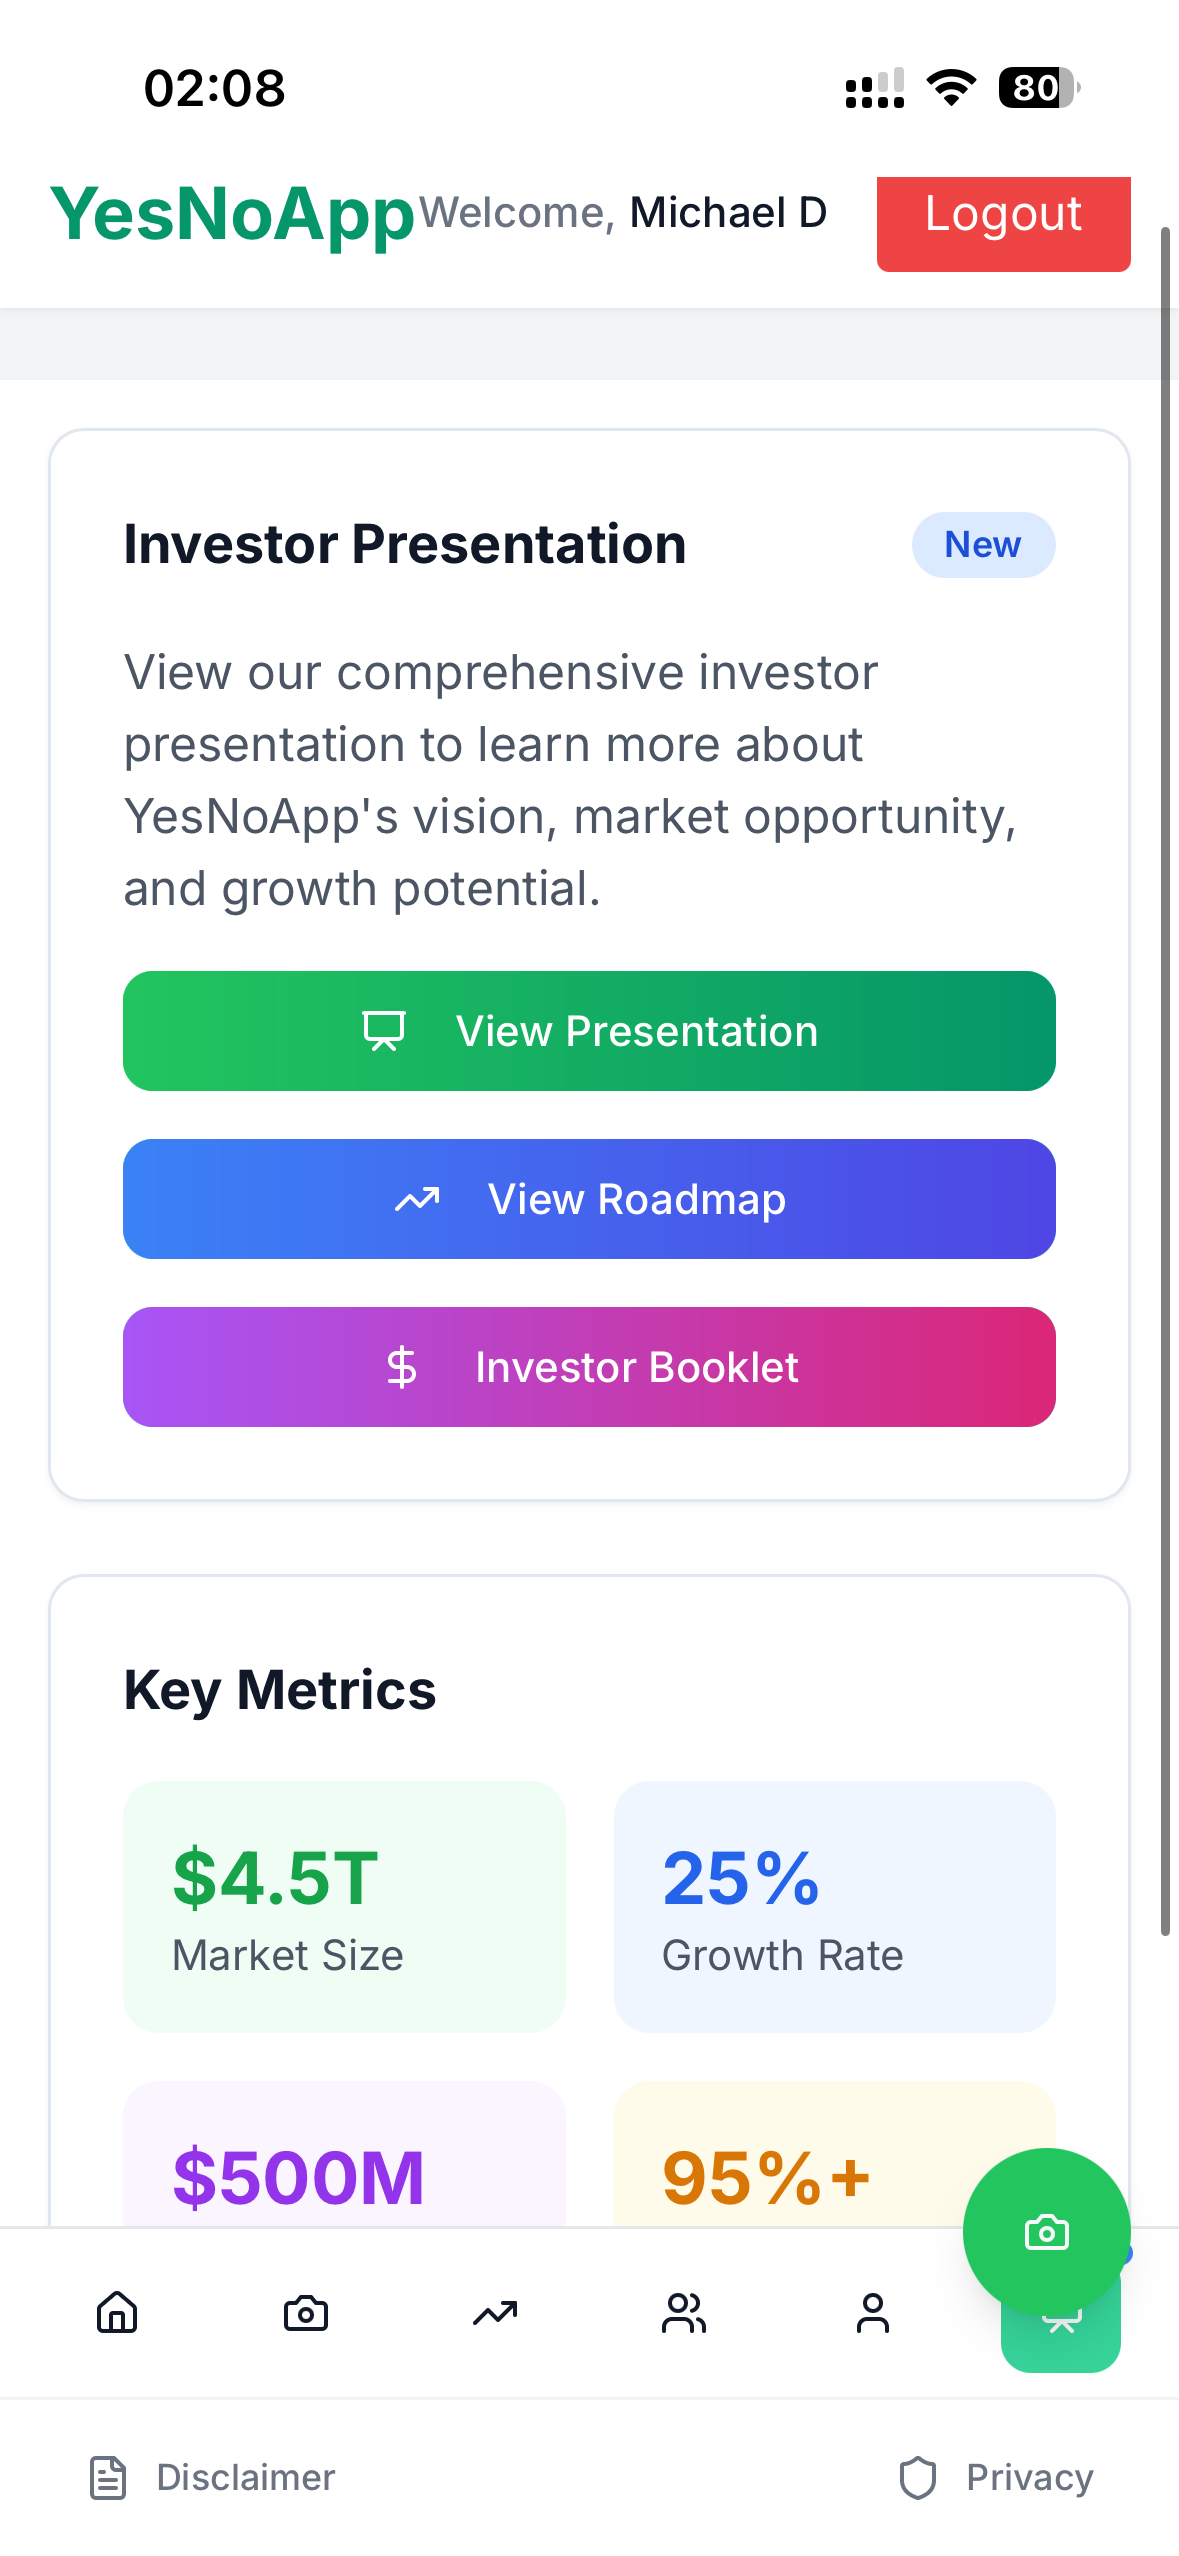 02:08
80
YesNoApp Welcome, Michael D Logout
Investor Presentation New
View our comprehensive investor
presentation to learn more about
YesNoApp's vision, market opportunity,
and growth potential.
View Presentation
View Roadmap
$ Investor Booklet
Key Metrics
$4.5T 25%
Market Size Growth Rate
$500M 95%+
Disclaimer Privacy